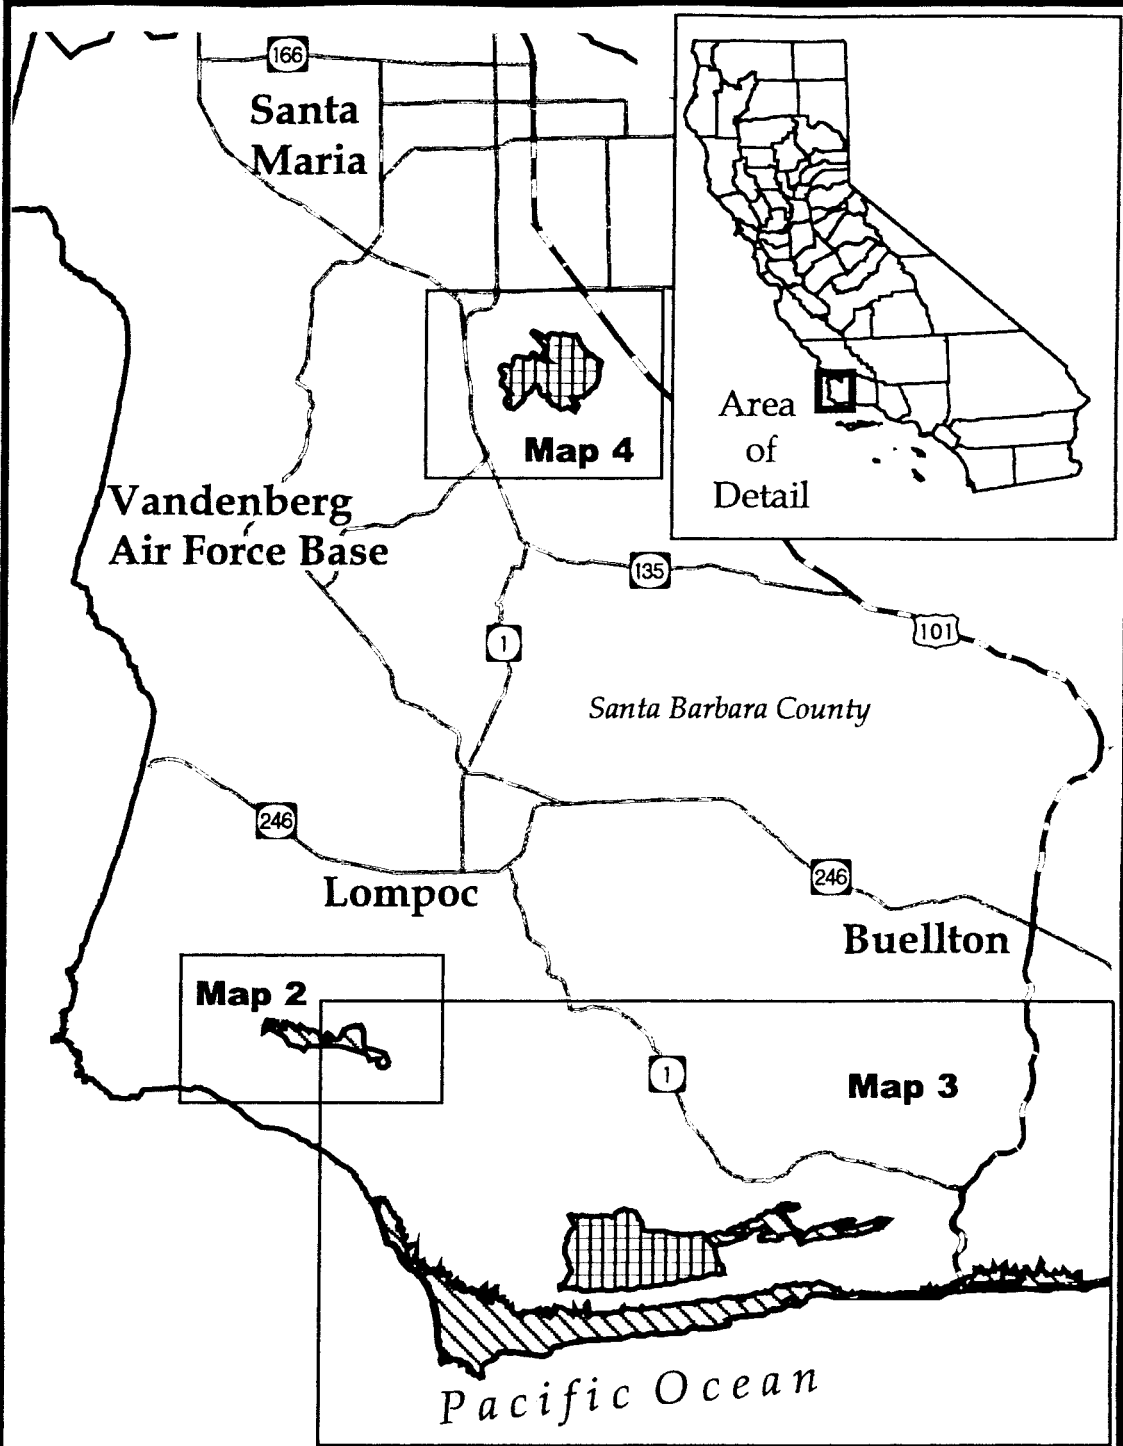 166
Santa
Maria
Area
of
Detail
Map 4
Vandenberg
Air Force Base
135
101
1
Santa Barbara County
246
246
Lompoc
Buellton
Map 2
1
Map 3
Pacific Ocean